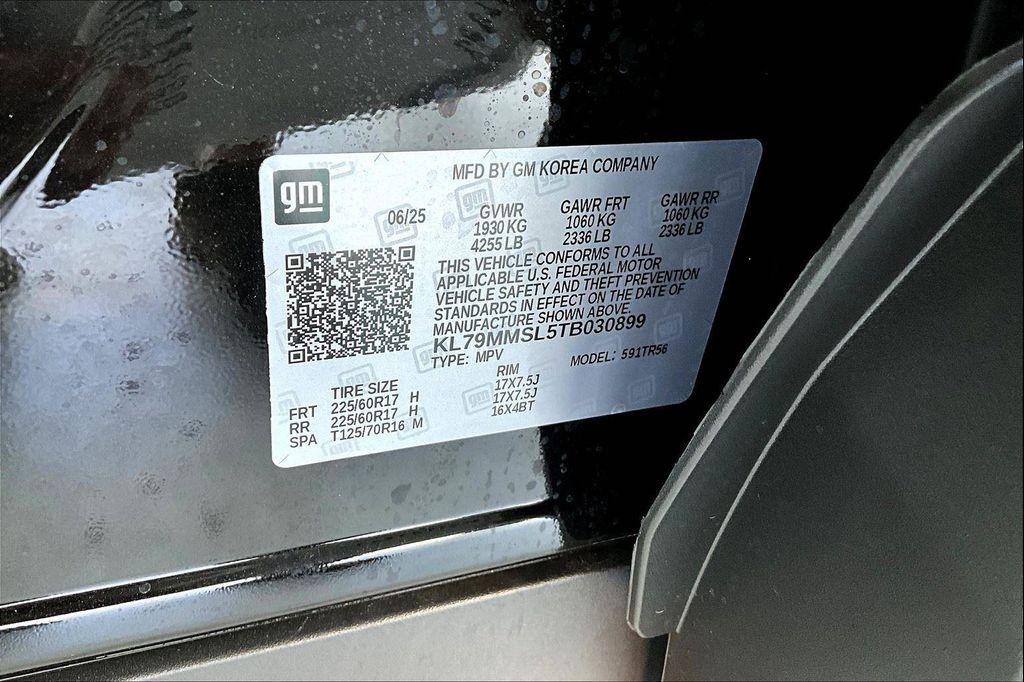 gm
MFD BY GM KOREA COMPANY
06/25
GVWR GAWR FRT GAWR RR
1930 KG 1060 KG 1060 KG
4255 LB 2336 LB 2336 LB
THIS VEHICLE CONFORMS TO ALL
APPLICABLE U.S. FEDERAL MOTOR
VEHICLE SAFETY AND THEFT PREVENTION
STANDARDS IN EFFECT ON THE DATE OF
MANUFACTURE SHOWN ABOVE.
KL79MMSL5TB030899
TYPE: MPV MODEL: 591TR56
TIRE SIZE RIM
FRT 225/60R17 H 17X7.5J
RR 225/60R17 H 17X7.5J
SPA T125/70R16 M 16X4BT